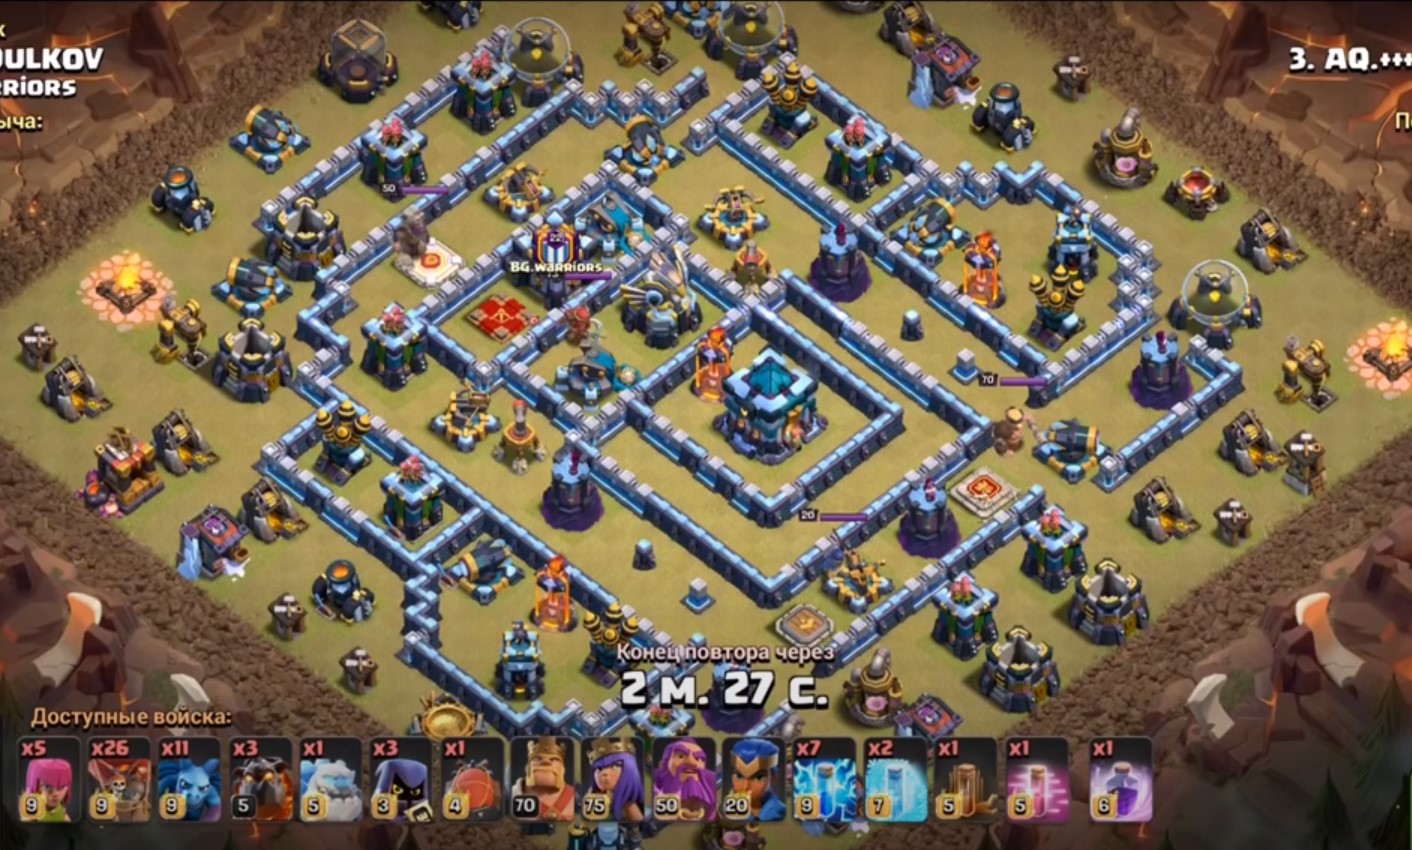 OULKOV
RRIORS
ыча:
3. AQ.+++
50
BG.WARRIORS
70
20
Конец повтора через
2 м. 27 с.
Доступные войска:
x5 x26 x11 x3 x1 x3 x1 x7 x2 x1 x1 x1
9 9 9 5 5 3 4 70 75 50 20 9 7 5 5 6